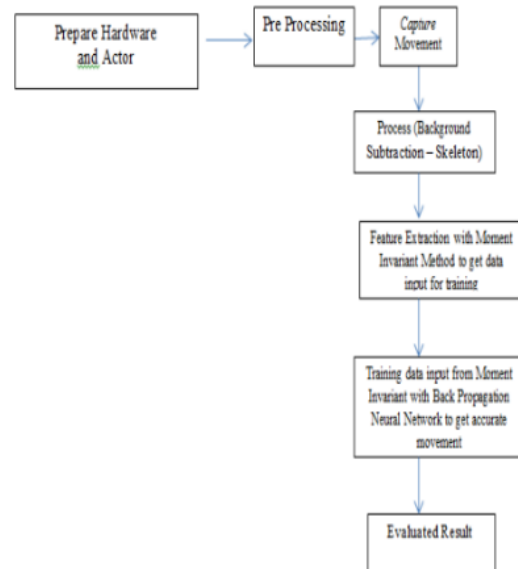 Prepare Hardware
and Actor
Pre Processing
Capture
Movement
Process (Background
Subtraction – Skeleton)
Feature Extraction with Moment
Invariant Method to get data
input for training
Training data input from Moment
Invariant with Back Propagation
Neural Network to get accurate
movement
Evaluated Result